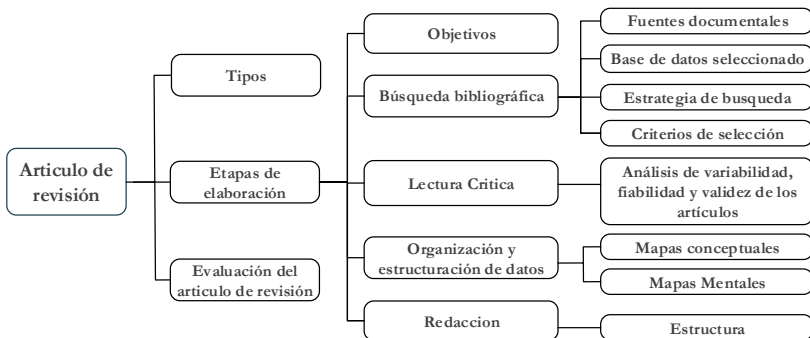 Articulo de
revisión
Tipos
Etapas de
elaboración
Evaluación del
articulo de revisión
Objetivos
Búsqueda bibliográfica
Lectura Critica
Organización y
estructuración de datos
Redaccion
Fuentes documentales
Base de datos seleccionado
Estrategia de busqueda
Criterios de selección
Análisis de variabilidad,
fiabilidad y validez de los
artículos
Mapas conceptuales
Mapas Mentales
Estructura